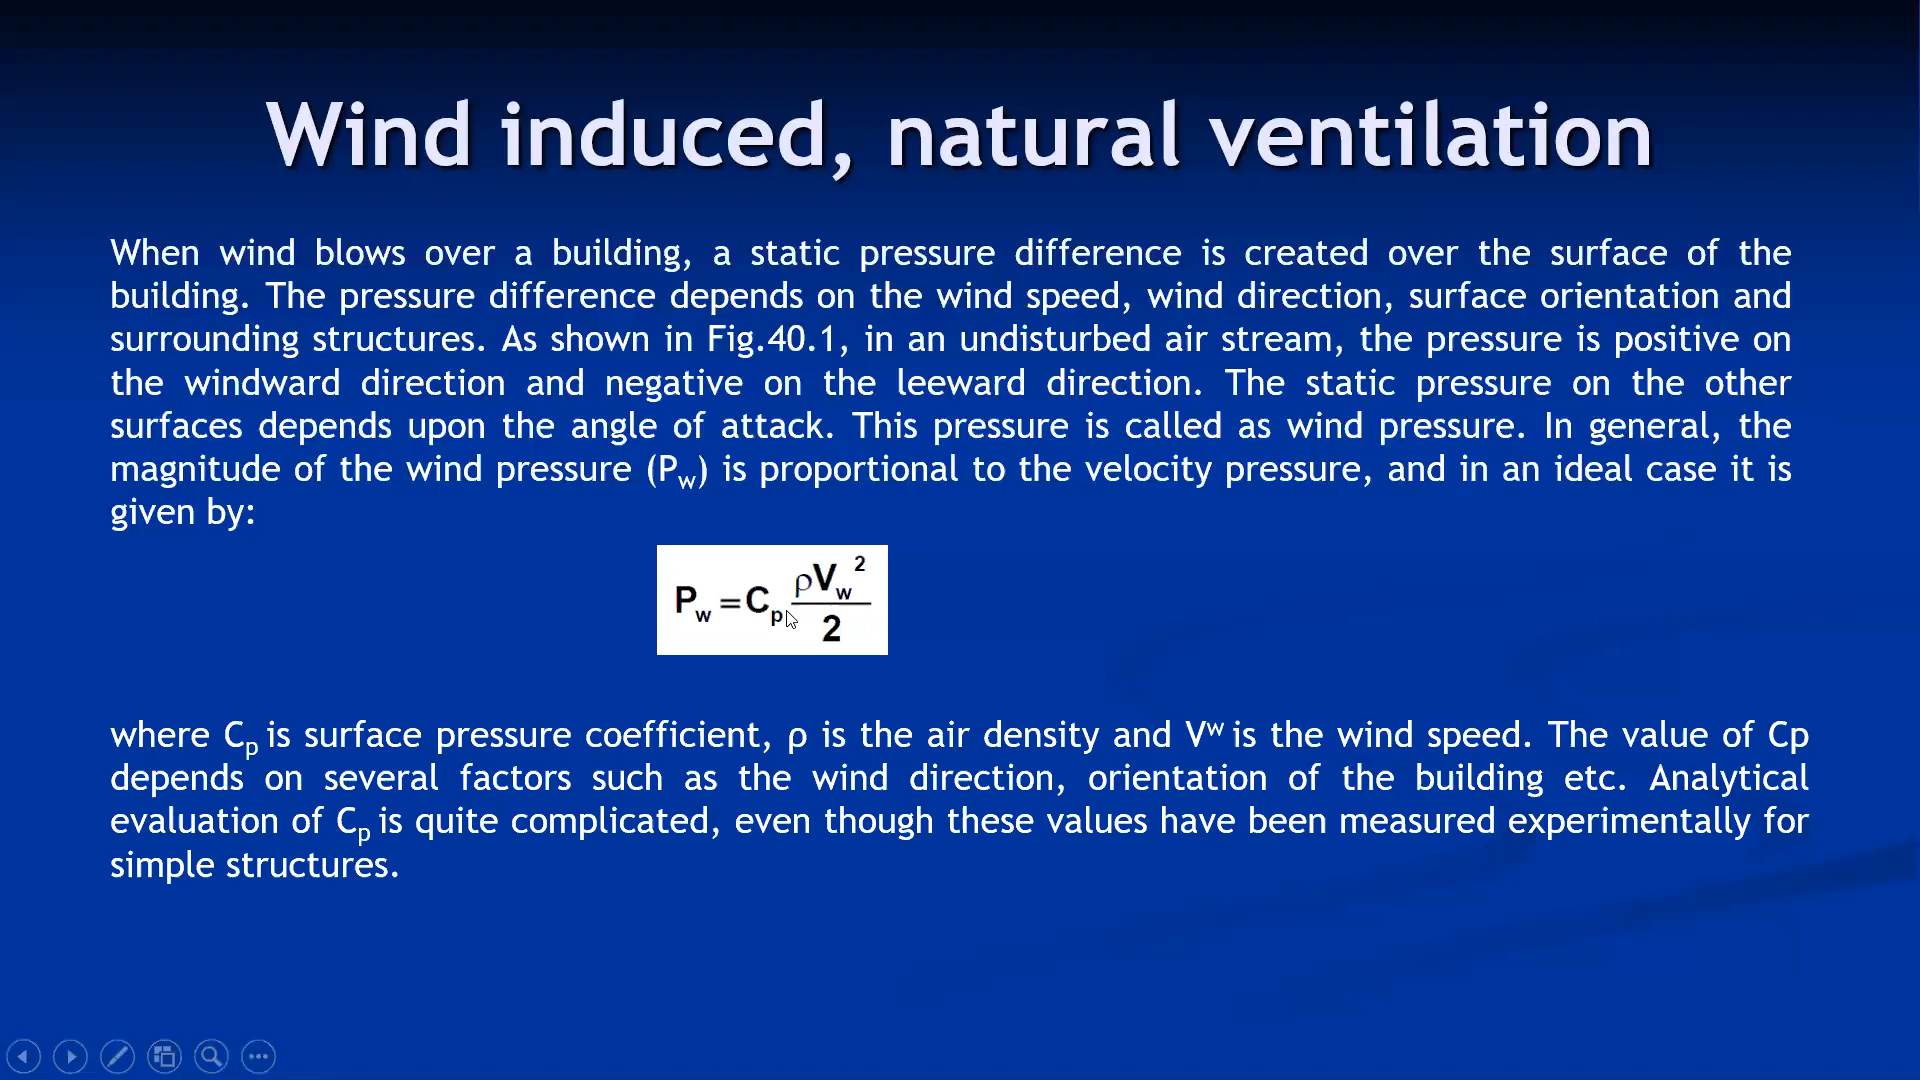 Wind induced, natural ventilation
When wind blows over a building, a static pressure difference is created over the surface of the
building. The pressure difference depends on the wind speed, wind direction, surface orientation and
surrounding structures. As shown in Fig.40.1, in an undisturbed air stream, the pressure is positive on
the windward direction and negative on the leeward direction. The static pressure on the other
surfaces depends upon the angle of attack. This pressure is called as wind pressure. In general, the
magnitude of the wind pressure (P_w) is proportional to the velocity pressure, and in an ideal case it is
given by:
P_w = C_p ρV_w^2 / 2
where C_p is surface pressure coefficient, ρ is the air density and V^w is the wind speed. The value of Cp
depends on several factors such as the wind direction, orientation of the building etc. Analytical
evaluation of C_p is quite complicated, even though these values have been measured experimentally for
simple structures.